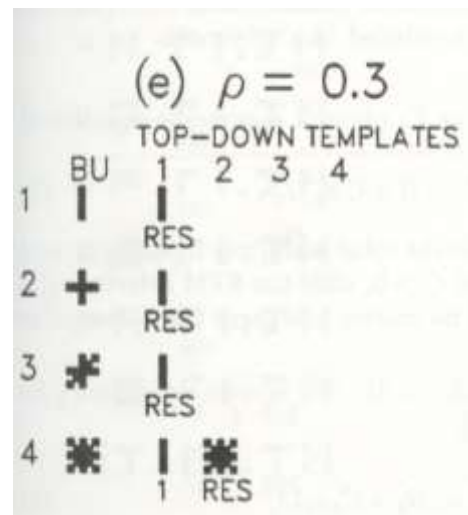 (e) ρ = 0.3
TOP-DOWN TEMPLATES
BU 1 2 3 4
1
RES
2
RES
3
RES
4
1 RES